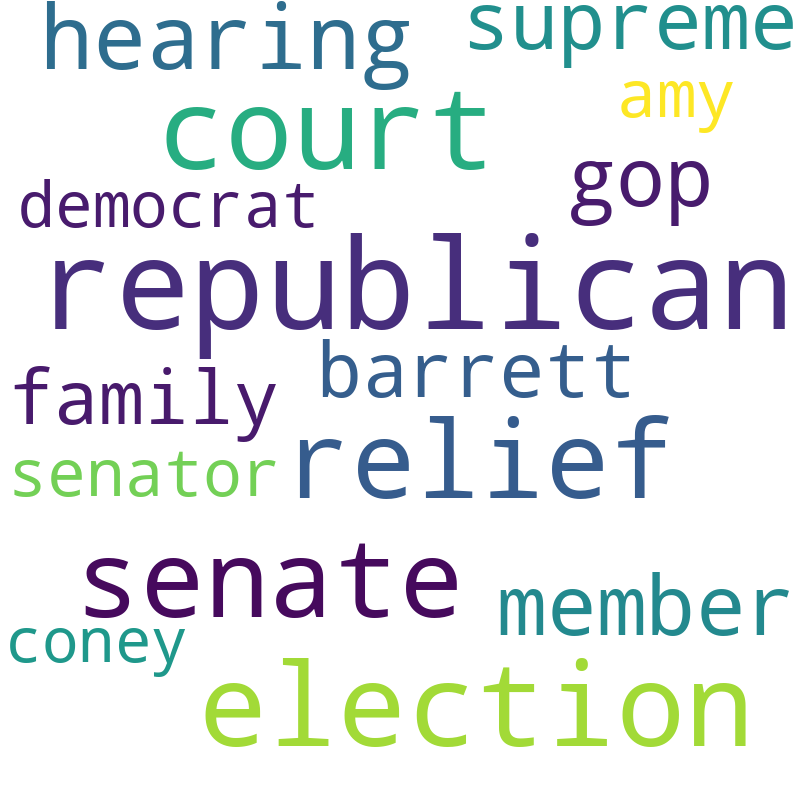 hearing
supreme
amy
court
gop
democrat
republican
barrett
family
relief
senator
senate
member
coney
election